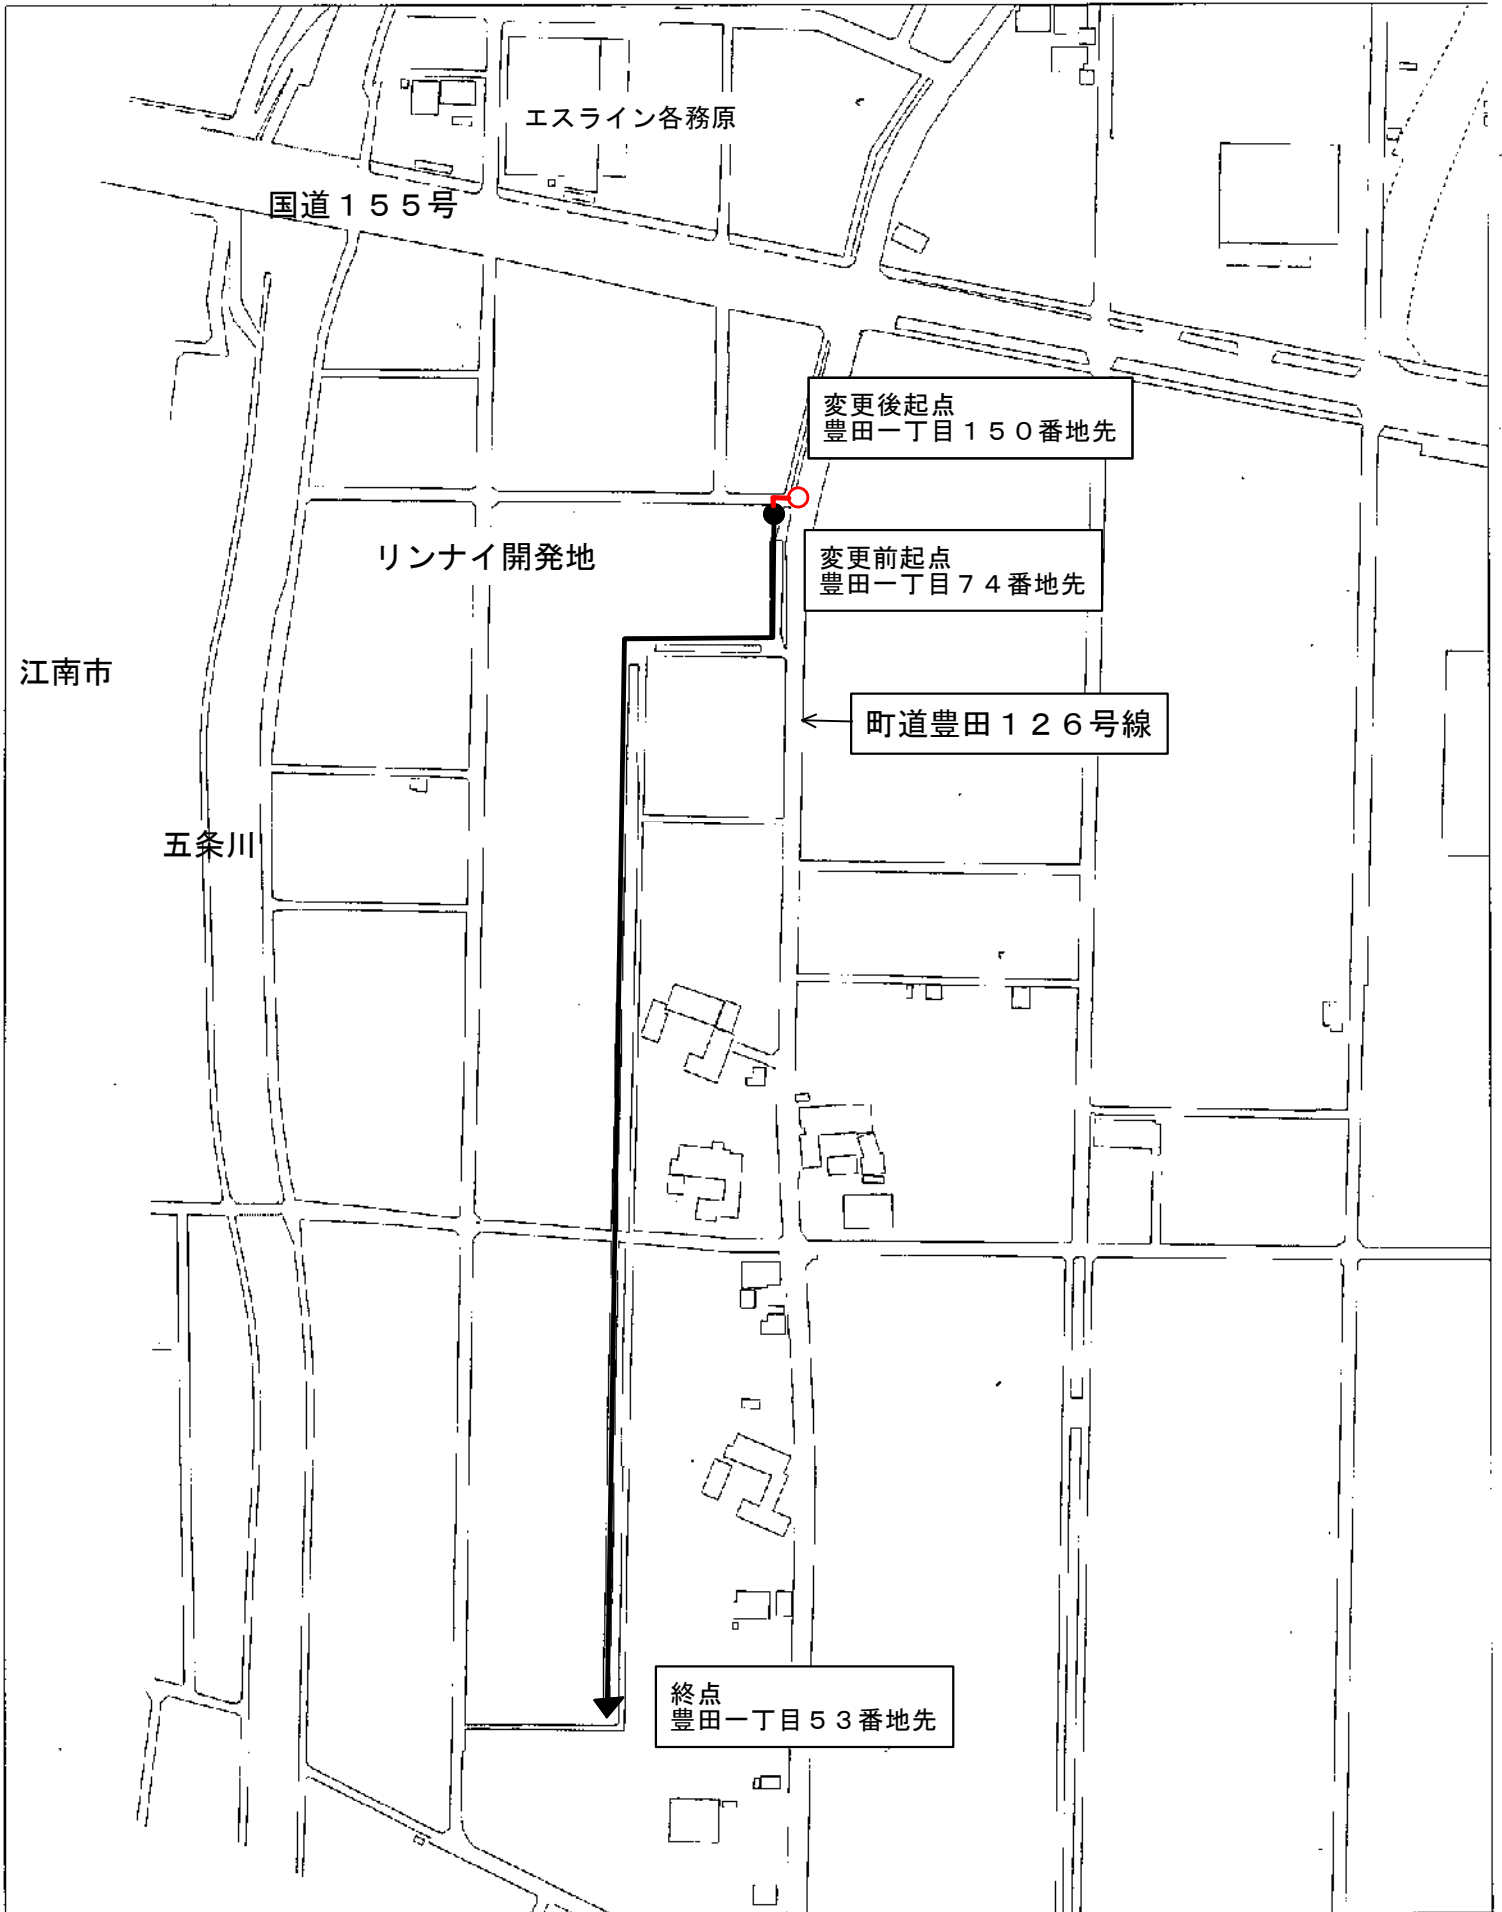 エスライン各務原
国道１５５号
変更後起点
豊田一丁目１５０番地先
リンナイ開発地
変更前起点
豊田一丁目７４番地先
江南市
町道豊田１２６号線
五条川
終点
豊田一丁目５３番地先